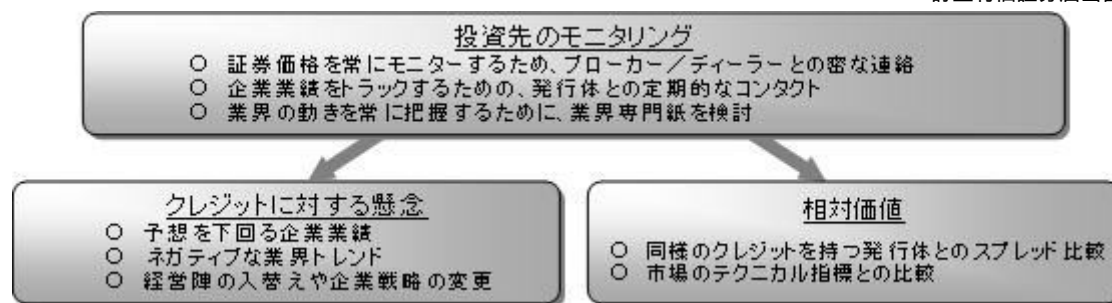 投資先のモニタリング
○ 証券価格を常にモニターするため、ブローカー／ディーラーとの密な連絡
○ 企業業績をトラックするための、発行体との定期的なコンタクト
○ 業界の動きを常に把握するために、業界専門紙を検討
クレジットに対する懸念
○ 予想を下回る企業業績
○ ネガティブな業界トレンド
○ 経営陣の入替えや企業戦略の変更
相対価値
○ 同様のクレジットを持つ発行体とのスプレッド比較
○ 市場のテクニカル指標との比較